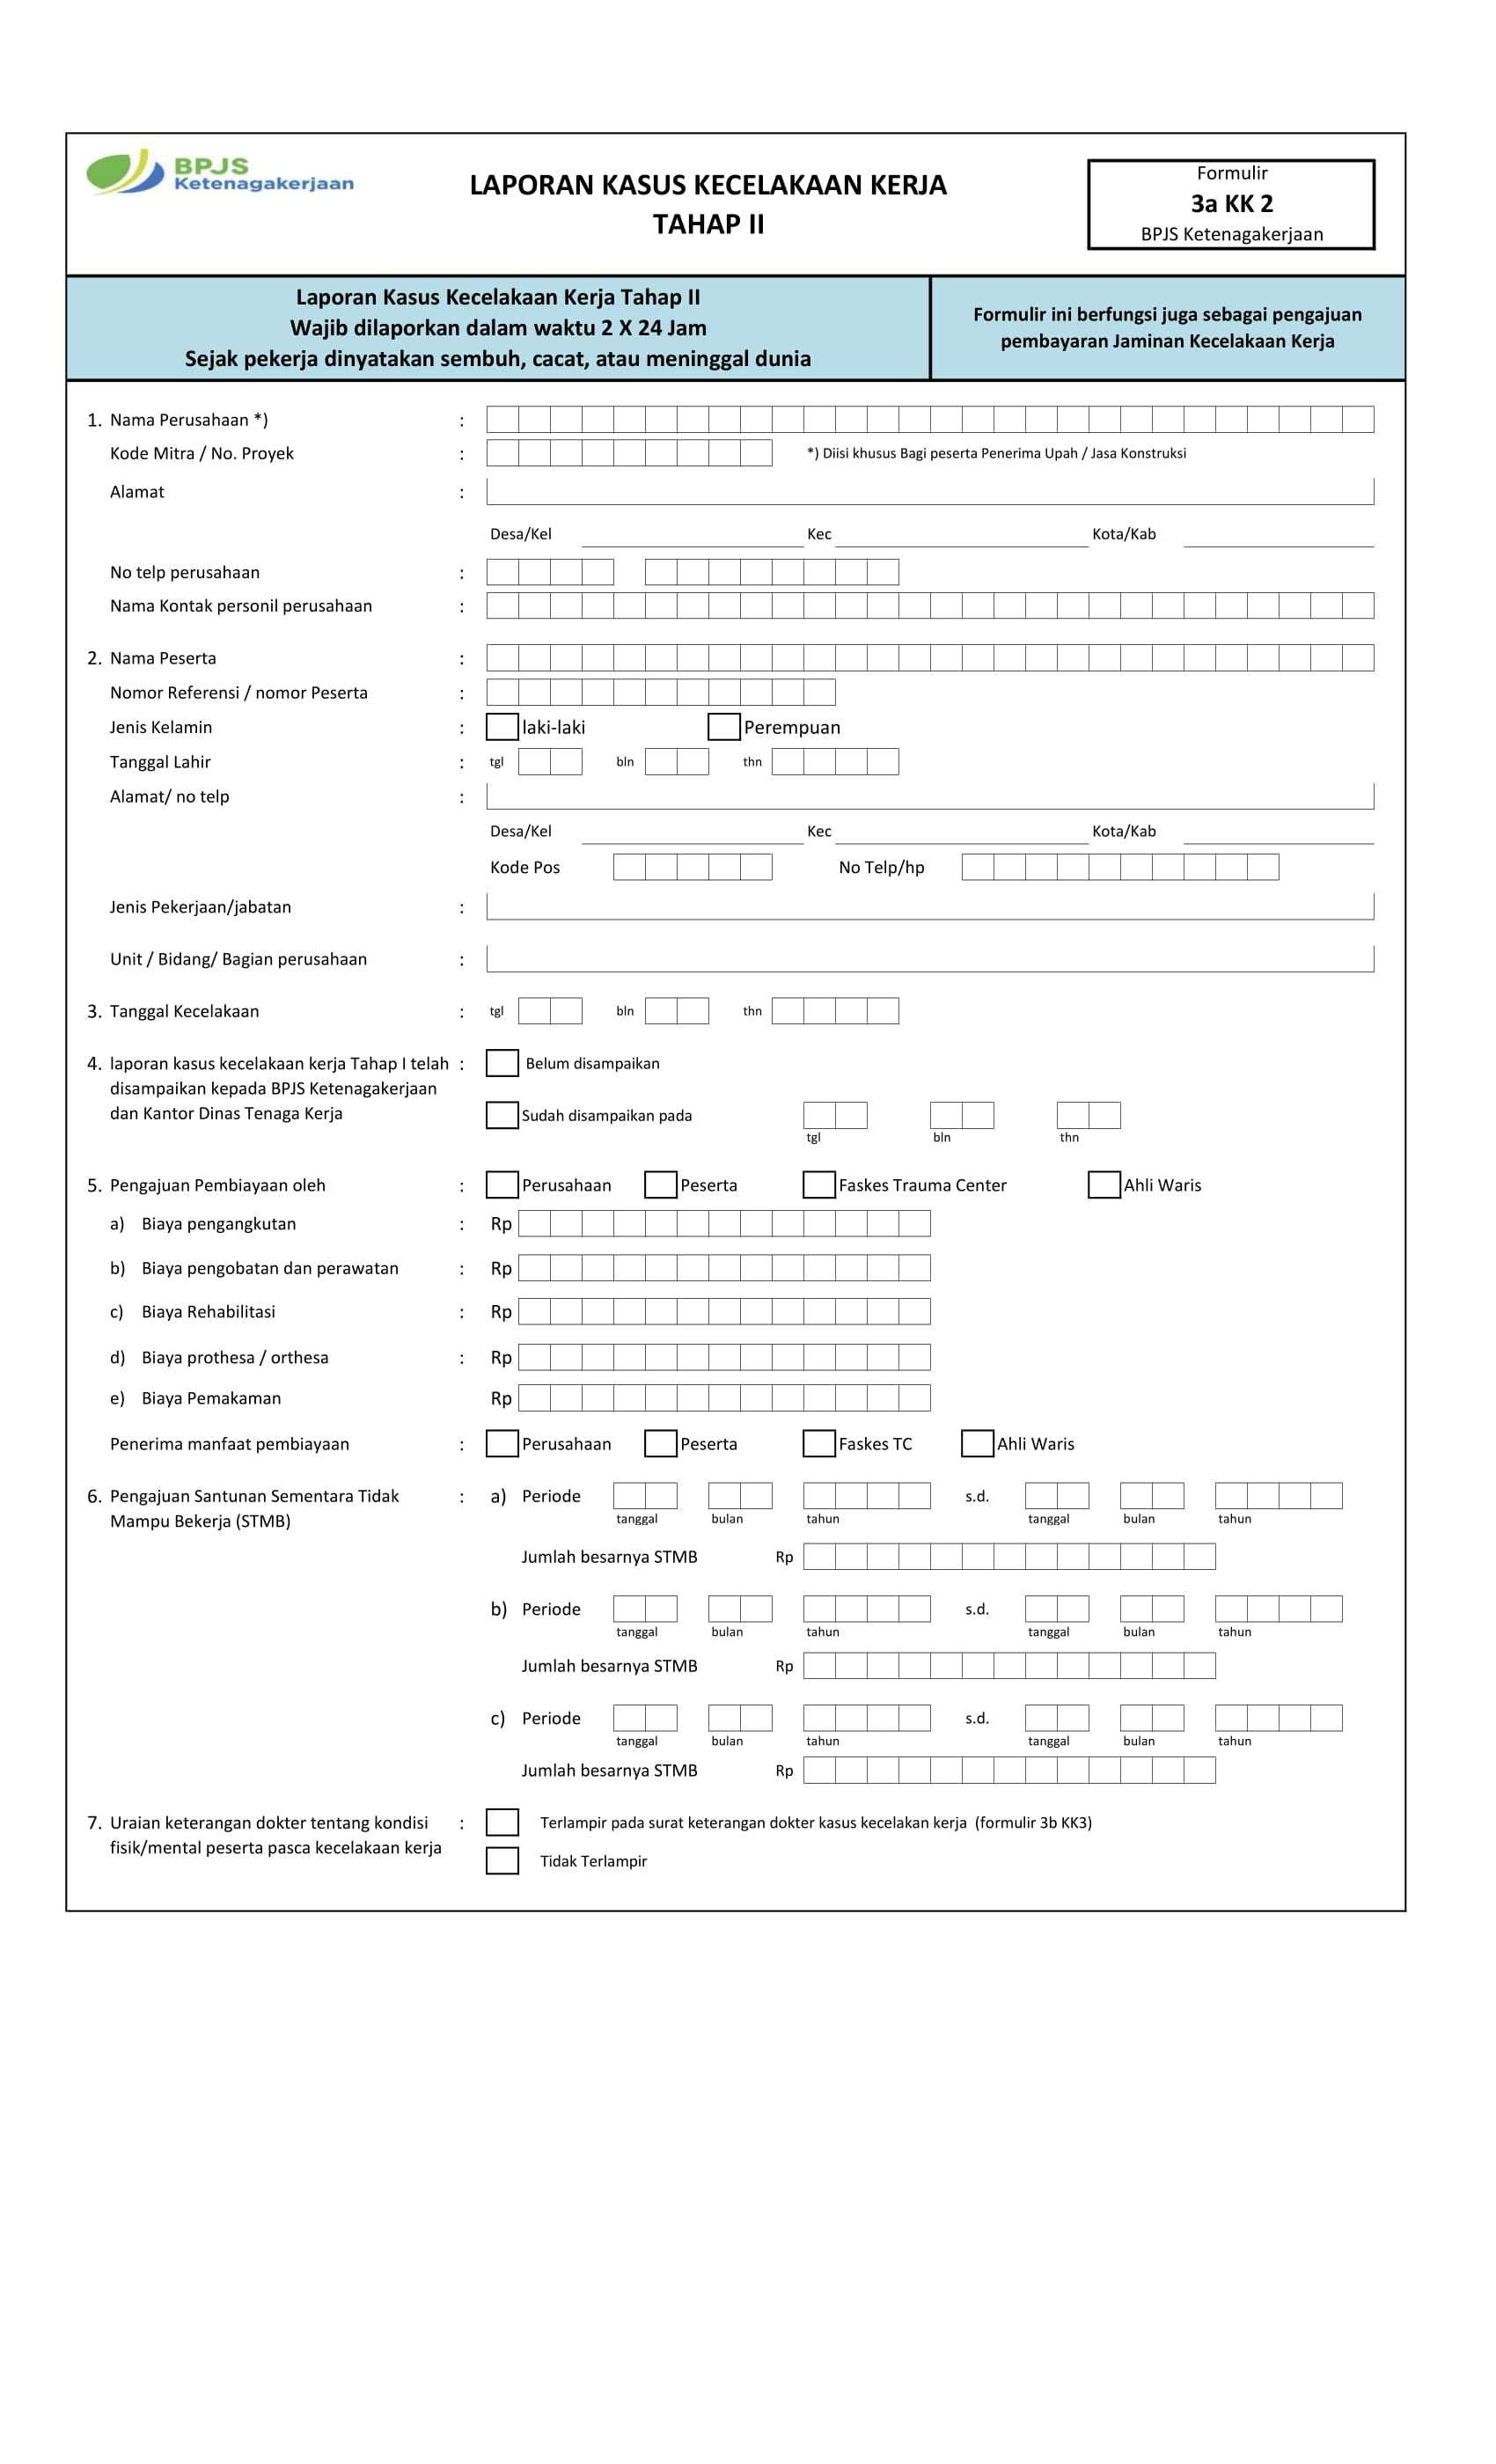 BPJS
Ketenagakerjaan
LAPORAN KASUS KECELAKAAN KERJA
TAHAP II
Formulir
3a KK 2
BPJS Ketenagakerjaan
Laporan Kasus Kecelakaan Kerja Tahap II
Wajib dilaporkan dalam waktu 2 X 24 Jam
Sejak pekerja dinyatakan sembuh, cacat, atau meninggal dunia
Formulir ini berfungsi juga sebagai pengajuan
pembayaran Jaminan Kecelakaan Kerja
1. Nama Perusahaan *) :
Kode Mitra / No. Proyek : *) Diisi khusus Bagi peserta Penerima Upah / Jasa Konstruksi
Alamat :
Desa/Kel Kec Kota/Kab
No telp perusahaan :
Nama Kontak personil perusahaan :
2. Nama Peserta :
Nomor Referensi / nomor Peserta :
Jenis Kelamin : laki-laki Perempuan
Tanggal Lahir : tgl bln thn
Alamat/ no telp :
Desa/Kel Kec Kota/Kab
Kode Pos No Telp/hp
Jenis Pekerjaan/jabatan :
Unit / Bidang/ Bagian perusahaan :
3. Tanggal Kecelakaan : tgl bln thn
4. laporan kasus kecelakaan kerja Tahap I telah : Belum disampaikan
disampaikan kepada BPJS Ketenagakerjaan
dan Kantor Dinas Tenaga Kerja Sudah disampaikan pada
tgl bln thn
5. Pengajuan Pembiayaan oleh : Perusahaan Peserta Faskes Trauma Center Ahli Waris
a) Biaya pengangkutan : Rp
b) Biaya pengobatan dan perawatan : Rp
c) Biaya Rehabilitasi : Rp
d) Biaya prothesa / orthesa : Rp
e) Biaya Pemakaman Rp
Penerima manfaat pembiayaan : Perusahaan Peserta Faskes TC Ahli Waris
6. Pengajuan Santunan Sementara Tidak : a) Periode s.d.
Mampu Bekerja (STMB) tanggal bulan tahun tanggal bulan tahun
Jumlah besarnya STMB Rp
b) Periode s.d.
tanggal bulan tahun tanggal bulan tahun
Jumlah besarnya STMB Rp
c) Periode s.d.
tanggal bulan tahun tanggal bulan tahun
Jumlah besarnya STMB Rp
7. Uraian keterangan dokter tentang kondisi : Terlampir pada surat keterangan dokter kasus kecelakan kerja (formulir 3b KK3)
fisik/mental peserta pasca kecelakaan kerja
Tidak Terlampir